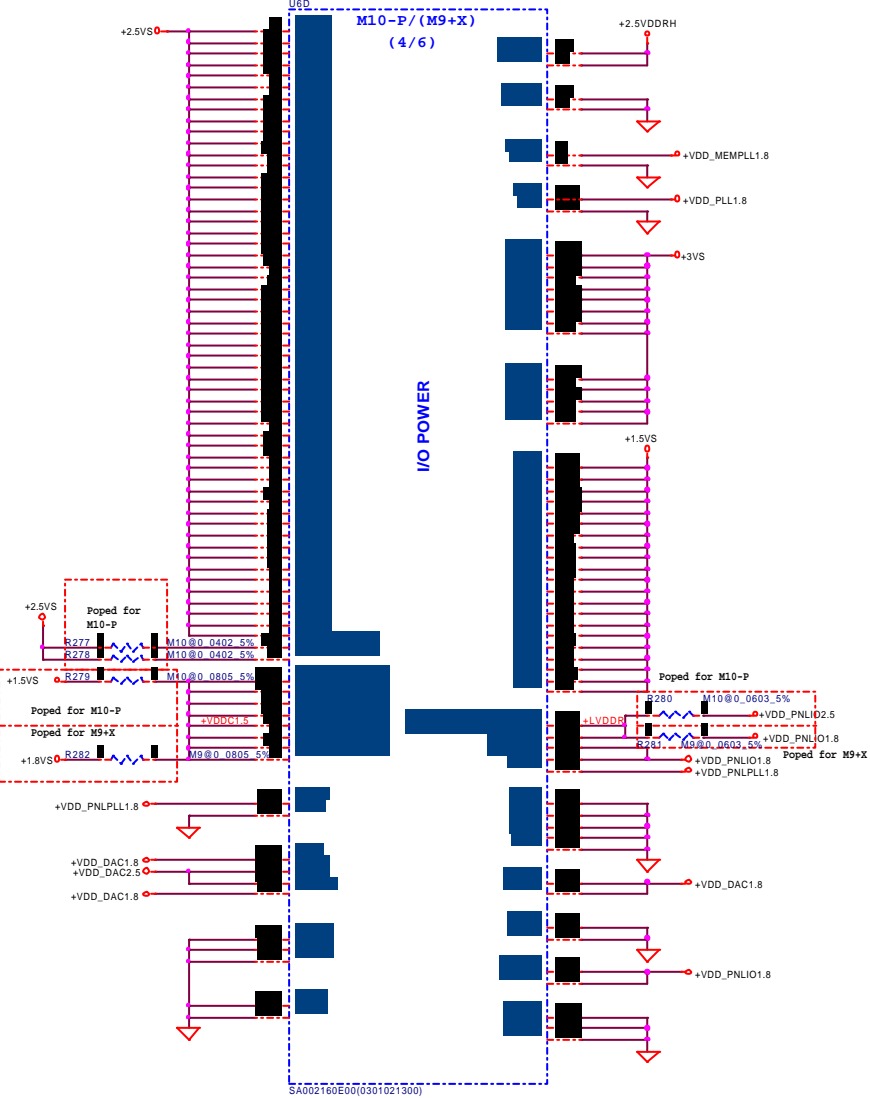 U6D
M10-P/(M9+X)
(4/6)
+2.5VS
+2.5VDDRH
+VDD_MEMPLL1.8
+VDD_PLL1.8
+3VS
I/O POWER
+1.5VS
+2.5VS
Poped for
M10-P
R277 M10@0_0402_5%
R278 M10@0_0402_5%
+1.5VS R279 M10@0_0805_5%
Poped for M10-P
+VDDC1.5
Poped for M9+X
+1.8VS R282 M9@0_0805_5%
Poped for M10-P
R280 M10@0_0603_5%
+VDD_PNLIO2.5
+LVDDR
+VDD_PNLIO1.8
R281 M9@0_0603_5%
Poped for M9+X
+VDD_PNLIO1.8
+VDD_PNLPLL1.8
+VDD_PNLPLL1.8
+VDD_DAC1.8
+VDD_DAC2.5
+VDD_DAC1.8
+VDD_DAC1.8
+VDD_PNLIO1.8
SA002160E00(0301021300)